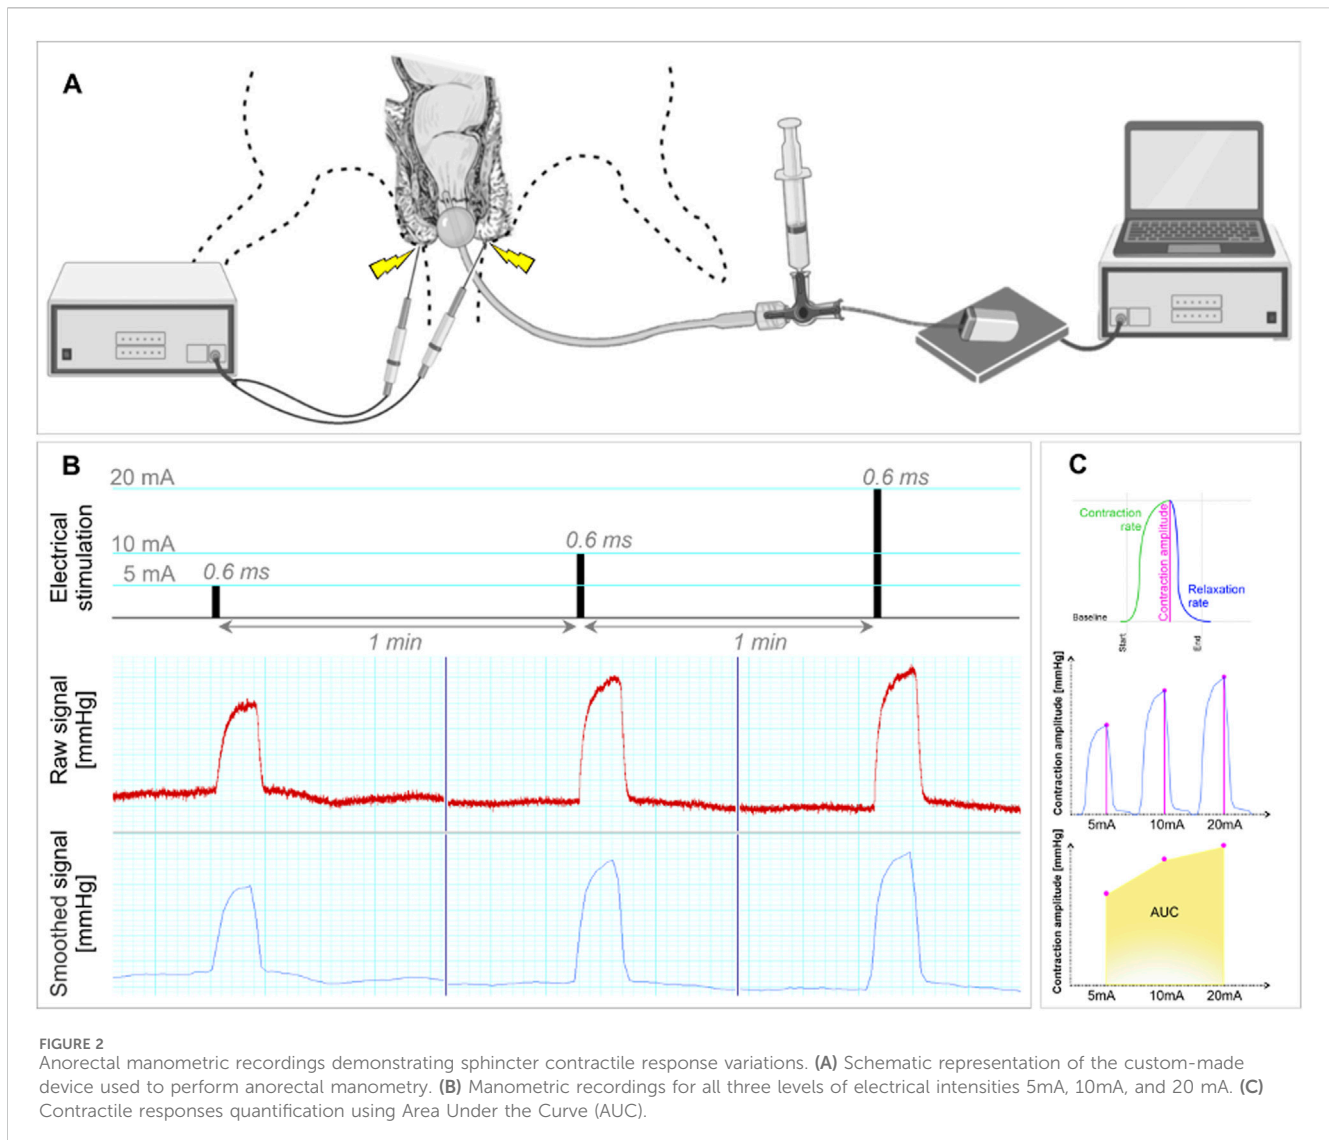 A
B
20 mA
10 mA
5 mA
0.6 ms
0.6 ms
0.6 ms
Electrical
stimulation
1 min
1 min
Raw signal
[mmHg]
Smoothed signal
[mmHg]
C
Contraction
rate
Contraction amplitude
Relaxation
rate
Baseline
Start
End
Contraction amplitude [mmHg]
5mA
10mA
20mA
Contraction amplitude [mmHg]
AUC
5mA
10mA
20mA
FIGURE 2
Anorectal manometric recordings demonstrating sphincter contractile response variations. (A) Schematic representation of the custom-made
device used to perform anorectal manometry. (B) Manometric recordings for all three levels of electrical intensities 5mA, 10mA, and 20 mA. (C)
Contractile responses quantification using Area Under the Curve (AUC).